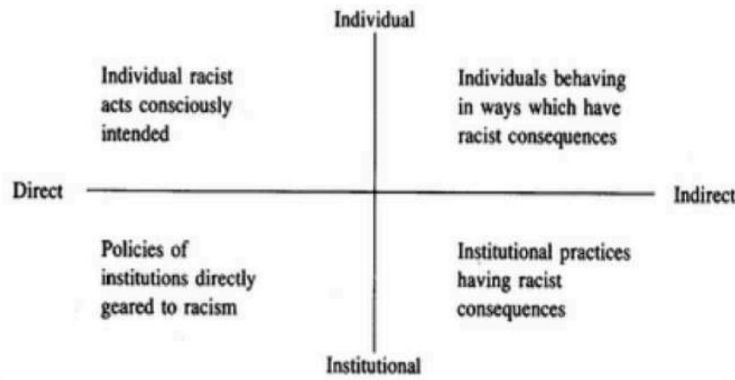 Individual
Individual racist
acts consciously
intended
Individuals behaving
in ways which have
racist consequences
Direct
Indirect
Policies of
institutions directly
geared to racism
Institutional practices
having racist
consequences
Institutional